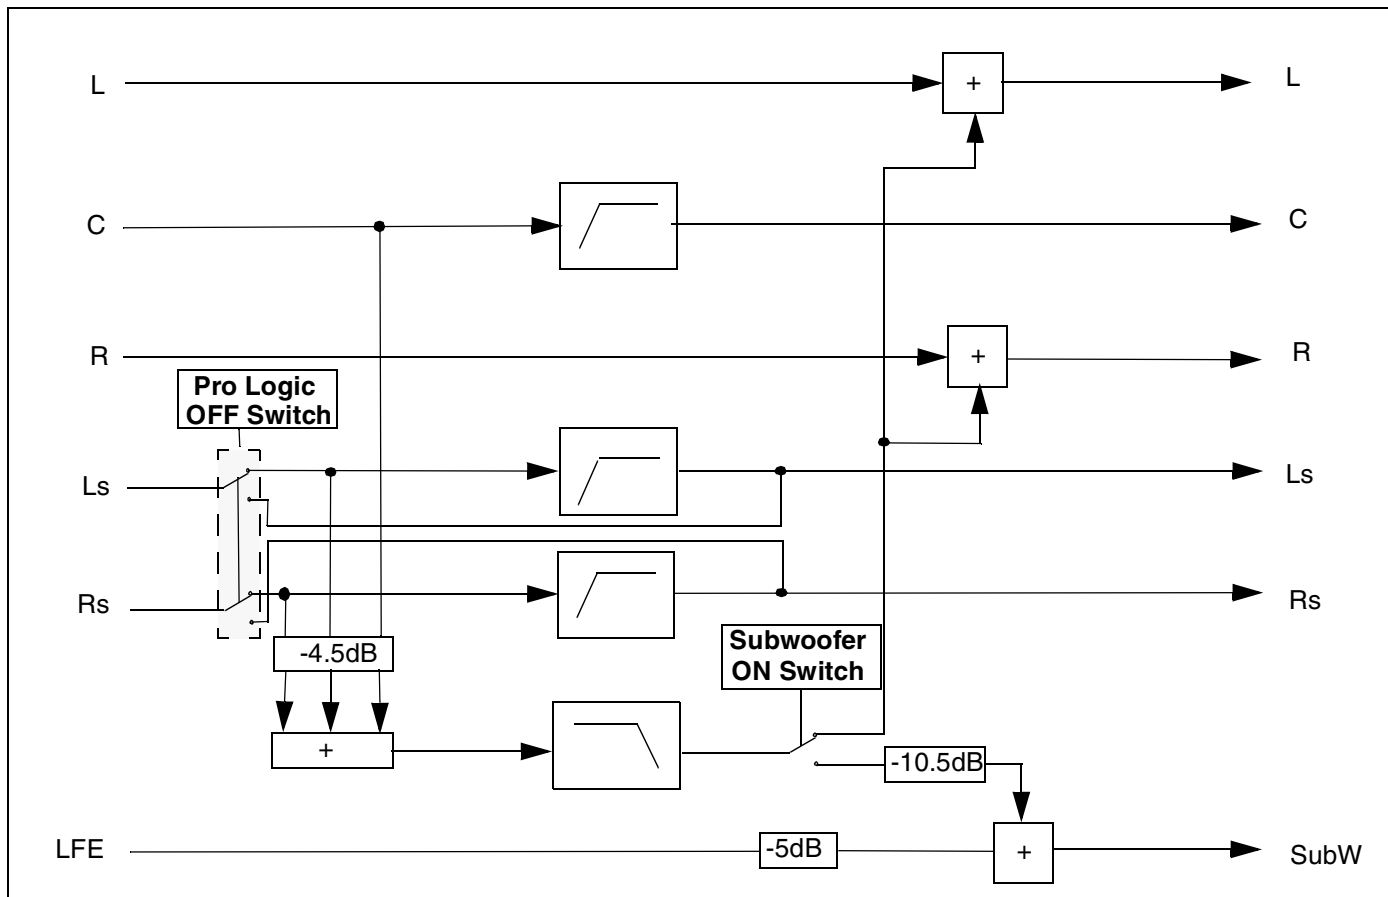 L
+
L
C
C
R
+
R
Pro Logic
OFF Switch
Ls
Ls
Rs
Rs
-4.5dB
Subwoofer
ON Switch
+
-10.5dB
LFE
-5dB
+
SubW